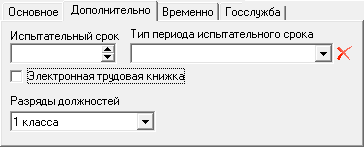 Основное Дополнительно Временно Госслужба
Испытательный срок Тип периода испытательного срока
Электронная трудовая книжка
Разряды должностей
1 класса